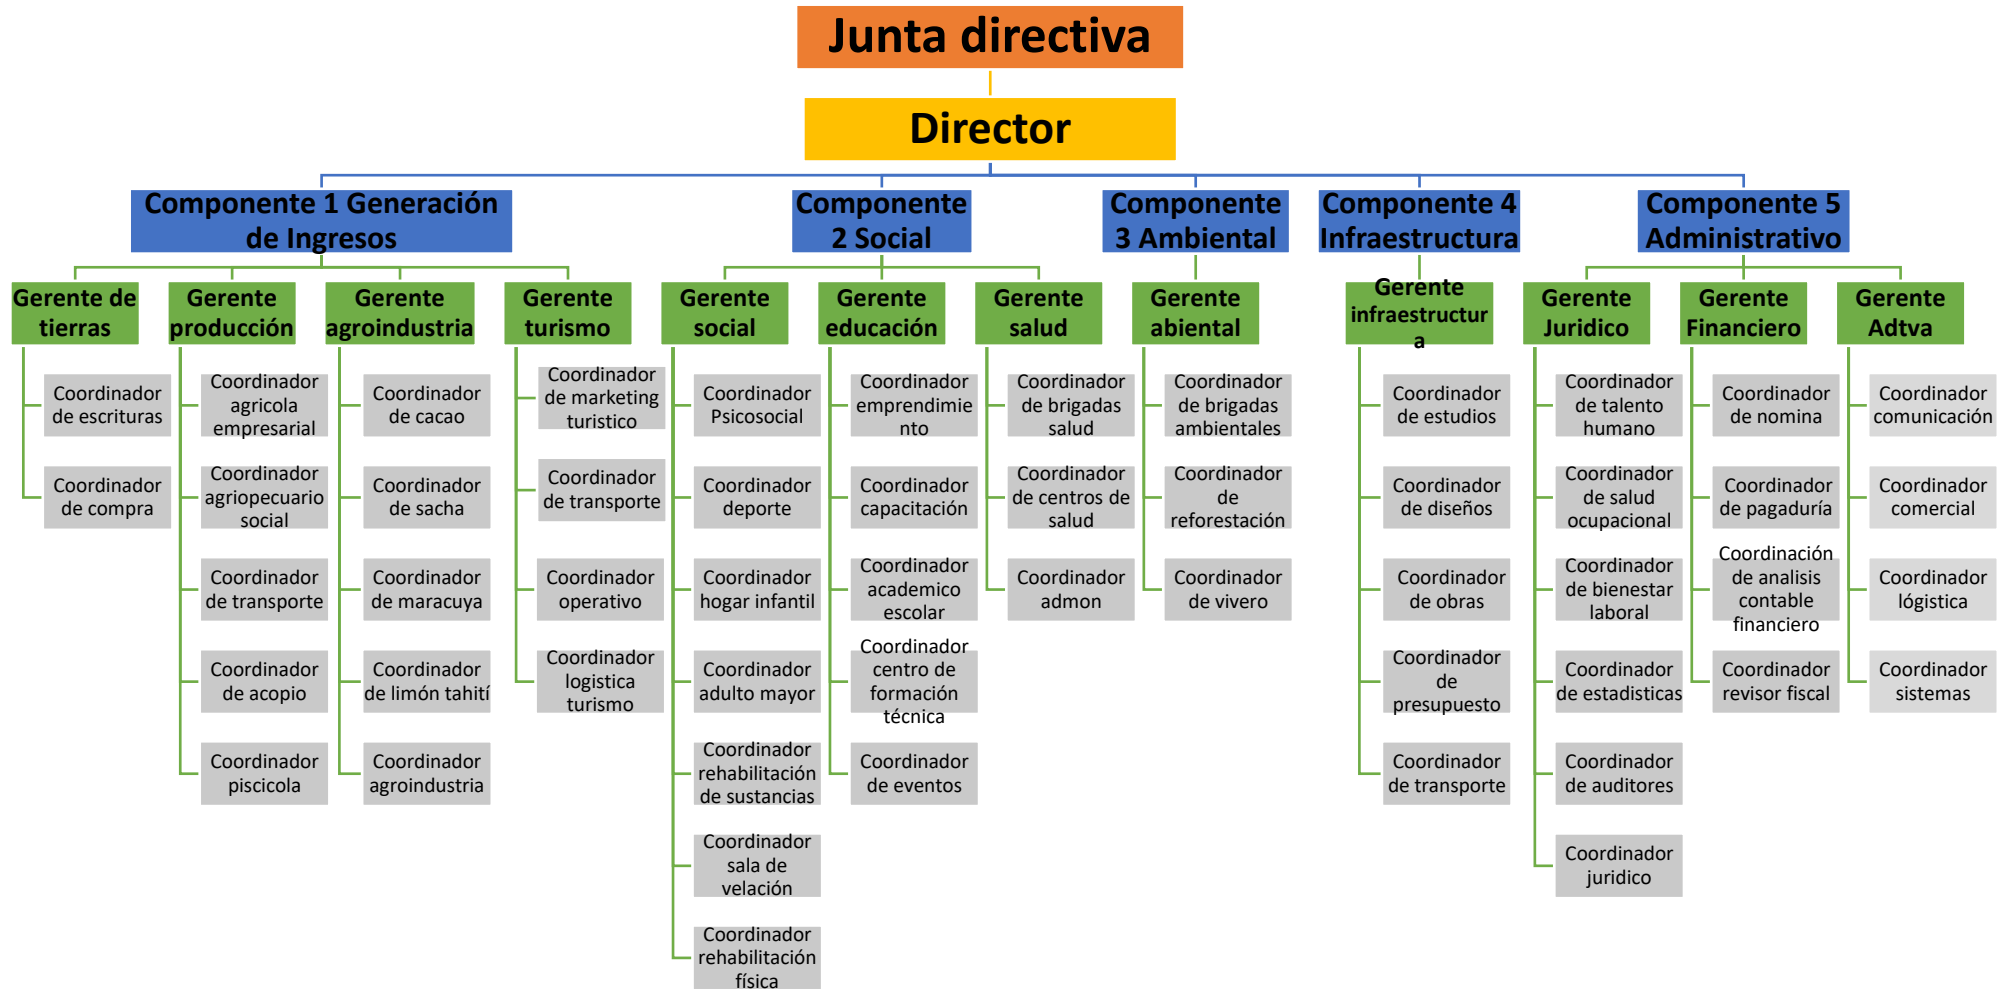 Junta directiva
Director
Componente 1 Generación
de Ingresos
Componente
2 Social
Componente
3 Ambiental
Componente 4
Infraestructura
Componente 5
Administrativo
Gerente de
tierras
Gerente
producción
Gerente
agroindustria
Gerente
turismo
Gerente
social
Gerente
educación
Gerente
salud
Gerente
abiental
Gerente
infraestructur
a
Gerente
Juridico
Gerente
Financiero
Gerente
Adtva
Coordinador
de escrituras
Coordinador
de compra
Coordinador
agricola
empresarial
Coordinador
agriopecuario
social
Coordinador
de transporte
Coordinador
de acopio
Coordinador
piscicola
Coordinador
de cacao
Coordinador
de sacha
Coordinador
de maracuya
Coordinador
de limón tahití
Coordinador
agroindustria
Coordinador
de marketing
turistico
Coordinador
de transporte
Coordinador
operativo
Coordinador
logistica
turismo
Coordinador
Psicosocial
Coordinador
deporte
Coordinador
hogar infantil
Coordinador
adulto mayor
Coordinador
rehabilitación
de sustancias
Coordinador
sala de
velación
Coordinador
rehabilitación
física
Coordinador
emprendimie
nto
Coordinador
capacitación
Coordinador
academico
escolar
Coordinador
centro de
formación
técnica
Coordinador
de eventos
Coordinador
de brigadas
salud
Coordinador
de centros de
salud
Coordinador
admon
Coordinador
de brigadas
ambientales
Coordinador
de
reforestación
Coordinador
de vivero
Coordinador
de estudios
Coordinador
de diseños
Coordinador
de obras
Coordinador
de
presupuesto
Coordinador
de transporte
Coordinador
de talento
humano
Coordinador
de salud
ocupacional
Coordinador
de bienestar
laboral
Coordinador
de estadisticas
Coordinador
de auditores
Coordinador
juridico
Coordinador
de nomina
Coordinador
de pagaduría
Coordinación
de analisis
contable
financiero
Coordinador
revisor fiscal
Coordinador
comunicación
Coordinador
comercial
Coordinador
lógistica
Coordinador
sistemas